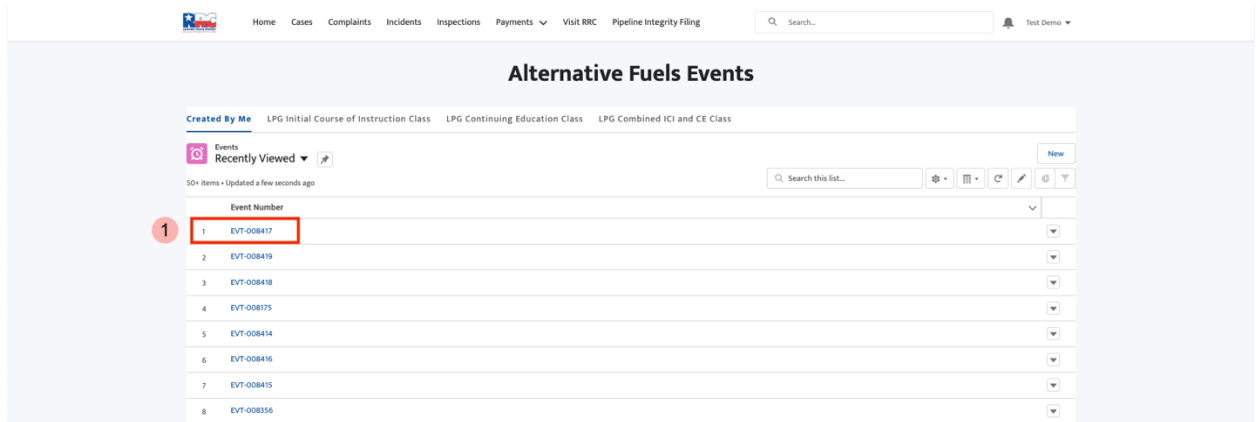 RRC
Home Cases Complaints Incidents Inspections Payments Visit RRC Pipeline Integrity Filing Search... Test Demo
Alternative Fuels Events
Created By Me LPG Initial Course of Instruction Class LPG Continuing Education Class LPG Combined ICI and CE Class
Events
Recently Viewed
New
50+ items • Updated a few seconds ago
Search this list...
Event Number
1
1 EVT-008417
2 EVT-008419
3 EVT-008418
4 EVT-008175
5 EVT-008414
6 EVT-008416
7 EVT-008415
8 EVT-008356